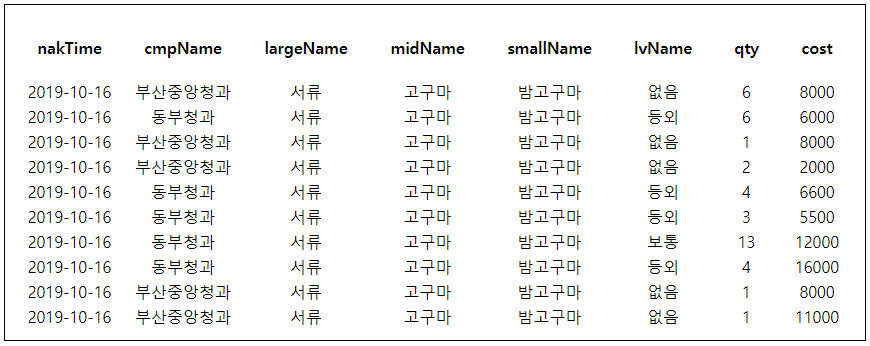 nakTime cmpName largeName midName smallName lvName qty cost
2019-10-16 부산중앙청과 서류 고구마 밤고구마 없음 6 8000
2019-10-16 동부청과 서류 고구마 밤고구마 등외 6 6000
2019-10-16 부산중앙청과 서류 고구마 밤고구마 없음 1 8000
2019-10-16 부산중앙청과 서류 고구마 밤고구마 없음 2 2000
2019-10-16 동부청과 서류 고구마 밤고구마 등외 4 6600
2019-10-16 동부청과 서류 고구마 밤고구마 등외 3 5500
2019-10-16 동부청과 서류 고구마 밤고구마 보통 13 12000
2019-10-16 동부청과 서류 고구마 밤고구마 등외 4 16000
2019-10-16 부산중앙청과 서류 고구마 밤고구마 없음 1 8000
2019-10-16 부산중앙청과 서류 고구마 밤고구마 없음 1 11000